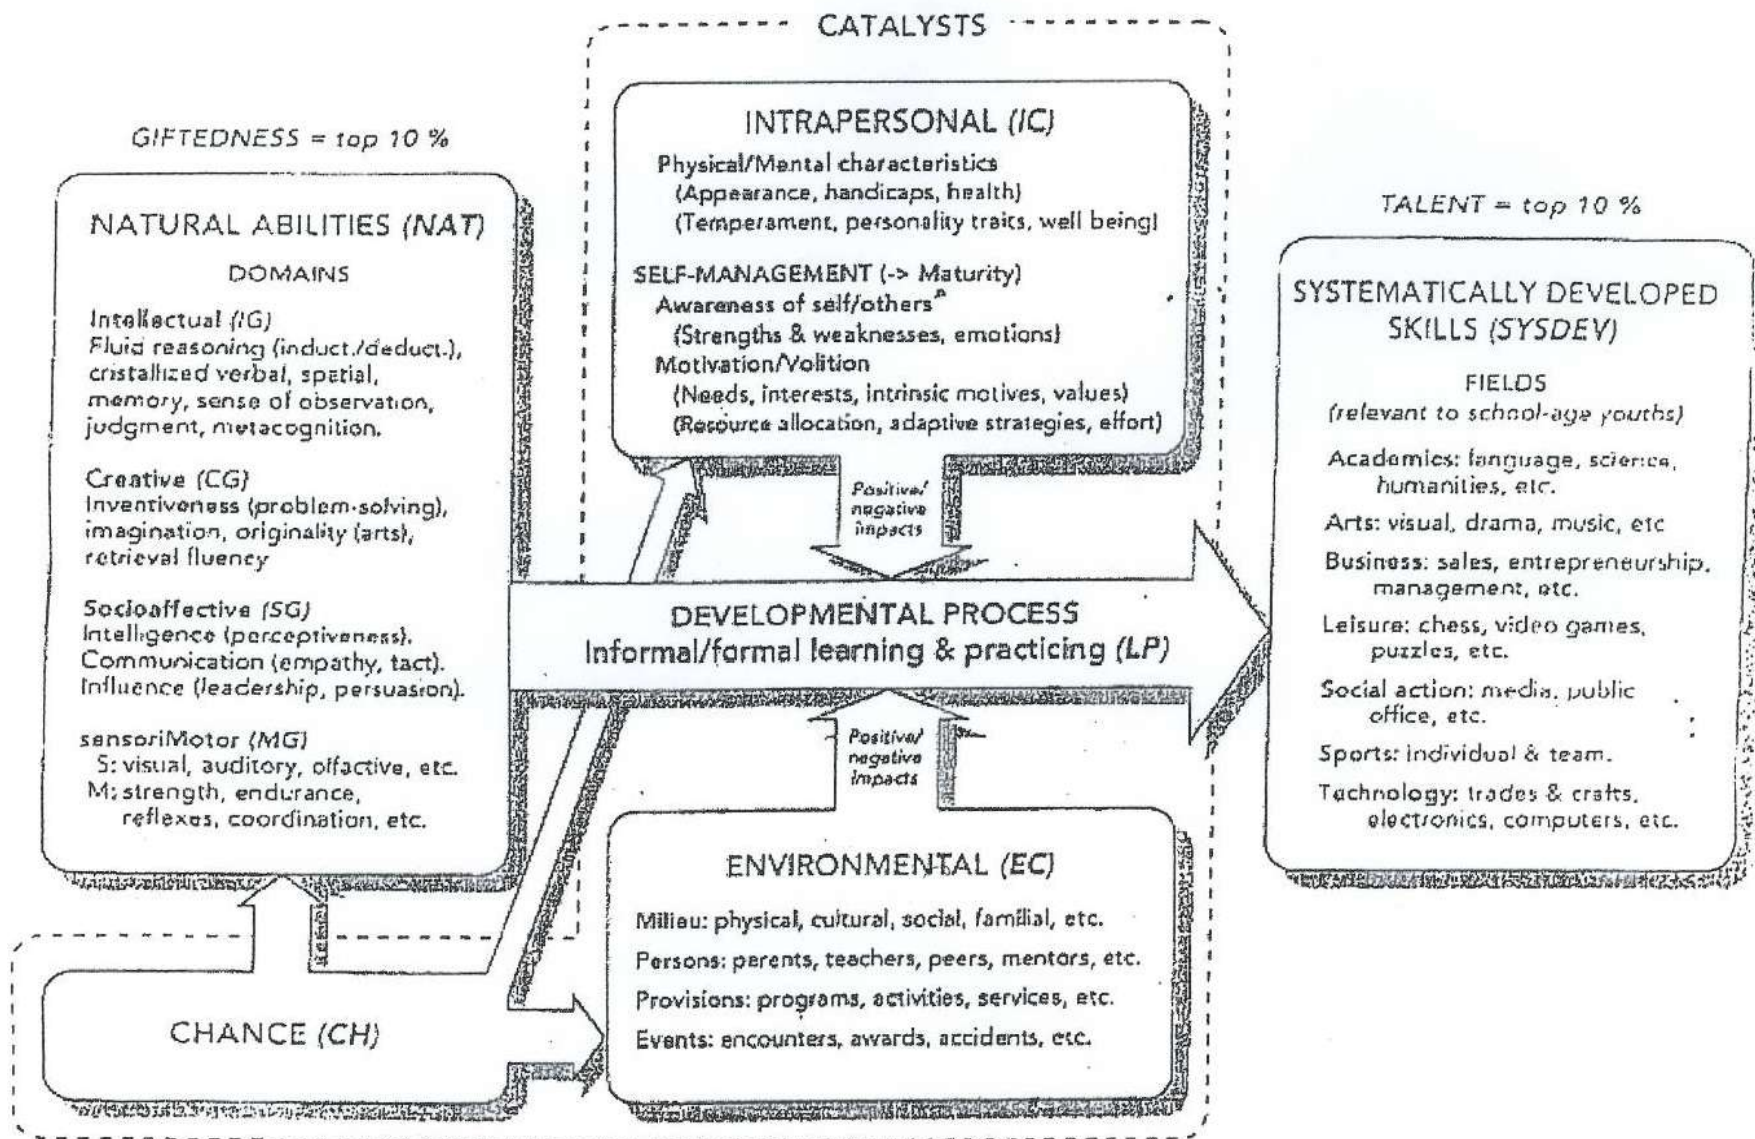 CATALYSTS
GIFTEDNESS = top 10 %
NATURAL ABILITIES (NAT)
DOMAINS
Intellectual (IG)
Fluid reasoning (induct./deduct.),
cristallized verbal, spatial,
memory, sense of observation,
judgment, metacognition.
Creative (CG)
Inventiveness (problem-solving),
imagination, originality (arts),
retrieval fluency
Socioaffective (SG)
Intelligence (perceptiveness).
Communication (empathy, tact).
Influence (leadership, persuasion).
sensoriMotor (MG)
S: visual, auditory, olfactive, etc.
M: strength, endurance,
reflexes, coordination, etc.
INTRAPERSONAL (IC)
Physical/Mental characteristics
(Appearance, handicaps, health)
(Temperament, personality traits, well being)
SELF-MANAGEMENT (-> Maturity)
Awareness of self/others
(Strengths & weaknesses, emotions)
Motivation/Volition
(Needs, interests, intrinsic motives, values)
(Resource allocation, adaptive strategies, effort)
Positive/
negative
impacts
DEVELOPMENTAL PROCESS
Informal/formal learning & practicing (LP)
Positive/
negative
impacts
ENVIRONMENTAL (EC)
Milieu: physical, cultural, social, familial, etc.
Persons: parents, teachers, peers, mentors, etc.
Provisions: programs, activities, services, etc.
Events: encounters, awards, accidents, etc.
CHANCE (CH)
TALENT = top 10 %
SYSTEMATICALLY DEVELOPED
SKILLS (SYSDEV)
FIELDS
(relevant to school-age youths)
Academics: language, science,
humanities, etc.
Arts: visual, drama, music, etc
Business: sales, entrepreneurship,
management, etc.
Leisure: chess, video games,
puzzles, etc.
Social action: media, public
office, etc.
Sports: individual & team.
Technology: trades & crafts,
electronics, computers, etc.